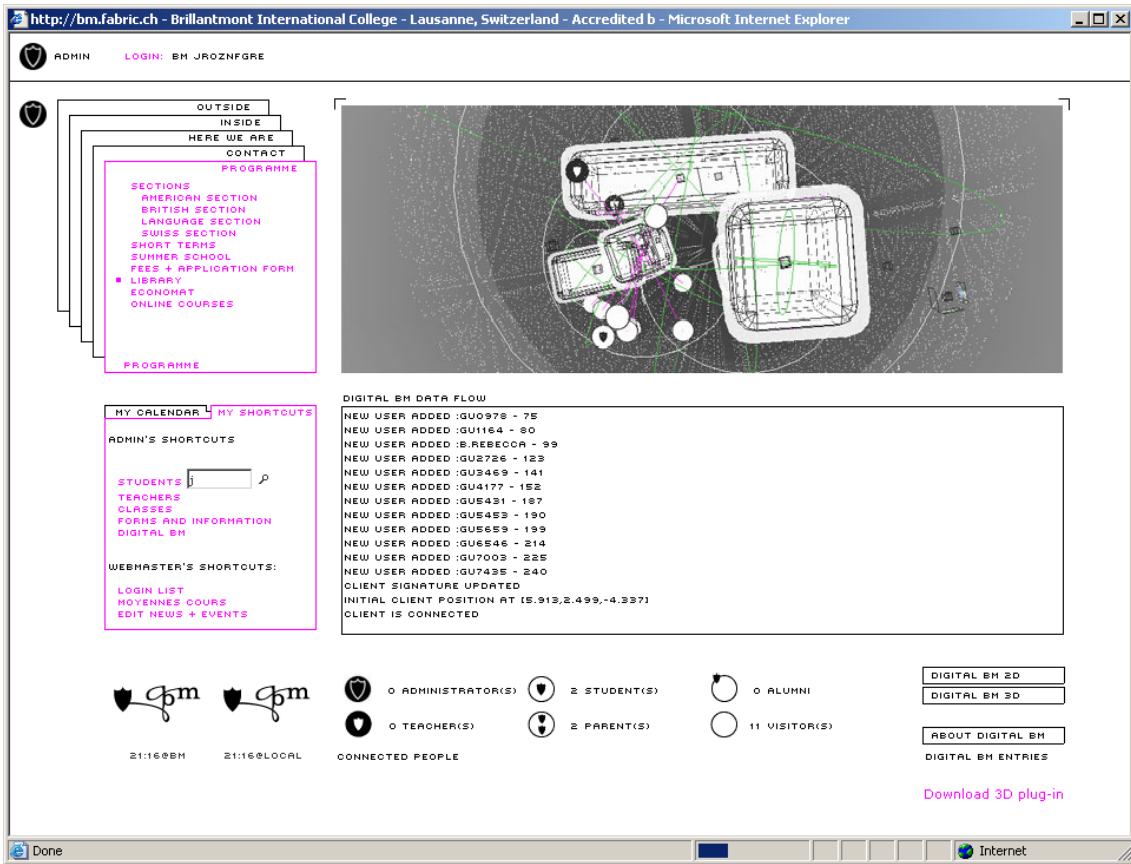 http://bm.fabric.ch - Brillantmont International College - Lausanne, Switzerland - Accredited b - Microsoft Internet Explorer
ADMIN LOGIN: BM JROZNFGRE
OUTSIDE
INSIDE
HERE WE ARE
CONTACT
PROGRAMME
SECTIONS
AMERICAN SECTION
BRITISH SECTION
LANGUAGE SECTION
SWISS SECTION
SHORT TERMS
SUMMER SCHOOL
FEES + APPLICATION FORM
LIBRARY
ECONOMAT
ONLINE COURSES
PROGRAMME
MY CALENDAR MY SHORTCUTS
ADMIN'S SHORTCUTS
STUDENTS j
TEACHERS
CLASSES
FORMS AND INFORMATION
DIGITAL BM
WEBMASTER'S SHORTCUTS:
LOGIN LIST
MOYENNES COURS
EDIT NEWS + EVENTS
DIGITAL BM DATA FLOW
NEW USER ADDED :GU0978 - 75
NEW USER ADDED :GU1164 - 80
NEW USER ADDED :B.REBECCA - 99
NEW USER ADDED :GU2726 - 123
NEW USER ADDED :GU3469 - 141
NEW USER ADDED :GU4177 - 152
NEW USER ADDED :GU5431 - 187
NEW USER ADDED :GU5453 - 190
NEW USER ADDED :GU5659 - 199
NEW USER ADDED :GU6546 - 214
NEW USER ADDED :GU7003 - 225
NEW USER ADDED :GU7435 - 240
CLIENT SIGNATURE UPDATED
INITIAL CLIENT POSITION AT [5.913,2.499,-4.337]
CLIENT IS CONNECTED
bm bm
21:16@BM 21:16@LOCAL
0 ADMINISTRATOR(S) 2 STUDENT(S) 0 ALUMNI
0 TEACHER(S) 2 PARENT(S) 11 VISITOR(S)
CONNECTED PEOPLE
DIGITAL BM 2D
DIGITAL BM 3D
ABOUT DIGITAL BM
DIGITAL BM ENTRIES
Download 3D plug-in
Done Internet